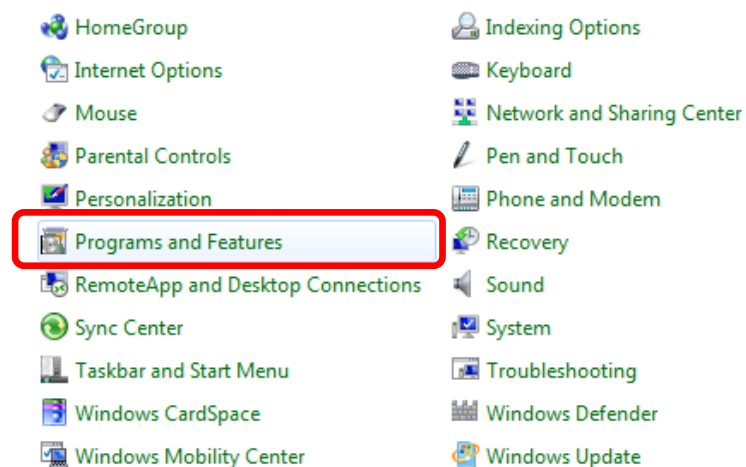 HomeGroup
Indexing Options
Internet Options
Keyboard
Mouse
Network and Sharing Center
Parental Controls
Pen and Touch
Personalization
Phone and Modem
Programs and Features
Recovery
RemoteApp and Desktop Connections
Sound
Sync Center
System
Taskbar and Start Menu
Troubleshooting
Windows CardSpace
Windows Defender
Windows Mobility Center
Windows Update